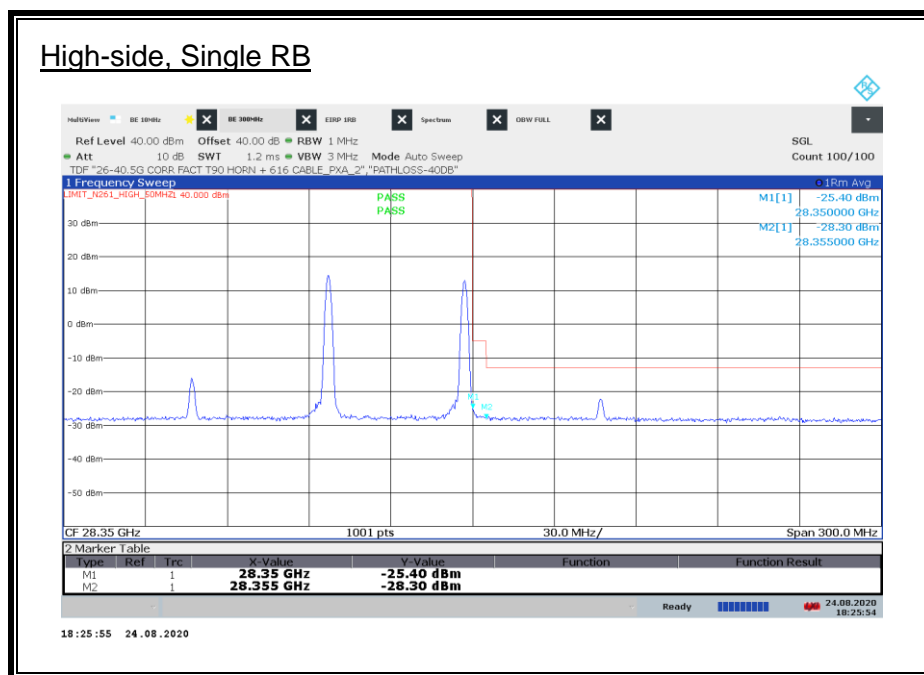 High-side, Single RB
MultiView BE 10MHz BE 300MHz EIRP 1RB Spectrum OBW FULL
Ref Level 40.00 dBm Offset 40.00 dB RBW 1 MHz SGL
Att 10 dB SWT 1.2 ms VBW 3 MHz Mode Auto Sweep Count 100/100
TDF "26-40.5G CORR FACT T90 HORN + 616 CABLE_PXA_2","PATHLOSS-40DB"
1 Frequency Sweep 1Rm Avg
LIMIT_N261_HIGH_50MHZ1 40.000 dBm PASS M1[1] -25.40 dBm
PASS 28.350000 GHz
30 dBm M2[1] -28.30 dBm
28.355000 GHz
20 dBm
10 dBm
0 dBm
-10 dBm
-20 dBm
M1
M2
-30 dBm
-40 dBm
-50 dBm
CF 28.35 GHz 1001 pts 30.0 MHz/ Span 300.0 MHz
2 Marker Table
Type Ref Trc X-Value Y-Value Function Function Result
M1 1 28.35 GHz -25.40 dBm
M2 1 28.355 GHz -28.30 dBm
Ready 24.08.2020
18:25:54
18:25:55 24.08.2020